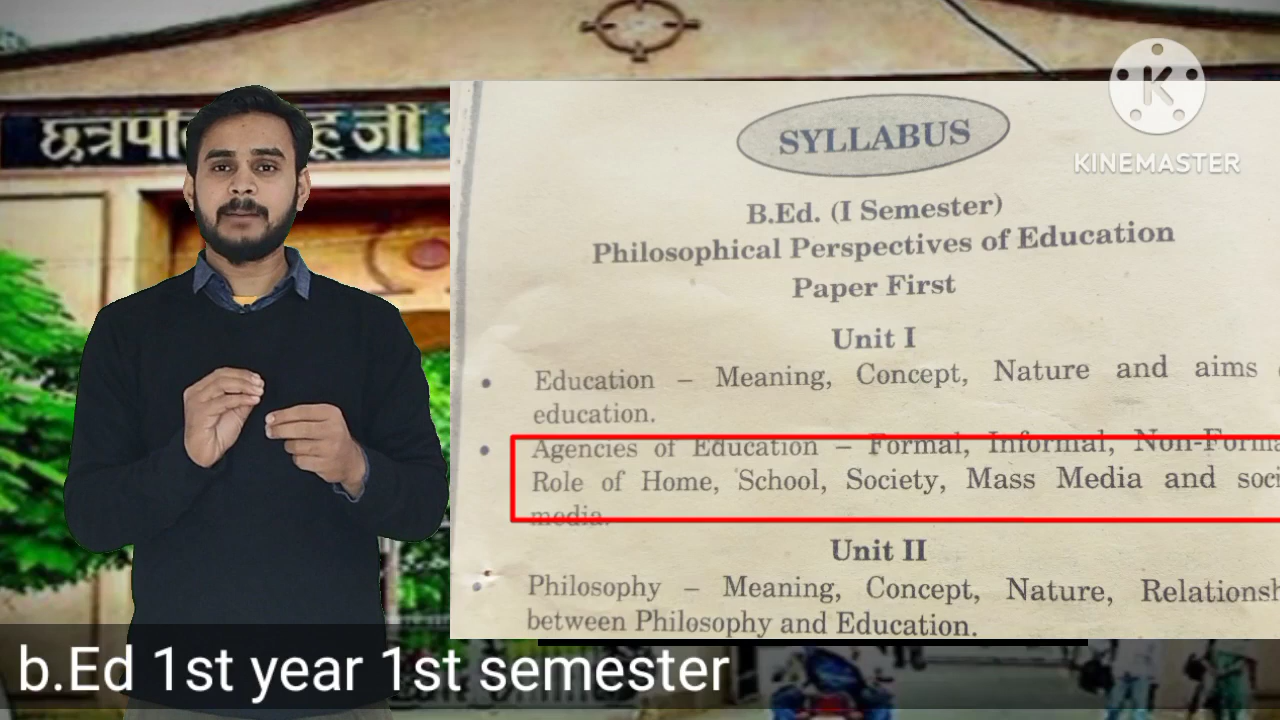 छत्रपति
हू जी
KINEMASTER
SYLLABUS
B.Ed. (I Semester)
Philosophical Perspectives of Education
Paper First
Unit I
• Education – Meaning, Concept, Nature and aims
education.
• Agencies of Education – Formal, Informal,
Role of Home, School, Society, Mass Media and
media.
Unit II
• Philosophy – Meaning, Concept, Nature,
between Philosophy and Education.
b.Ed 1st year 1st semester